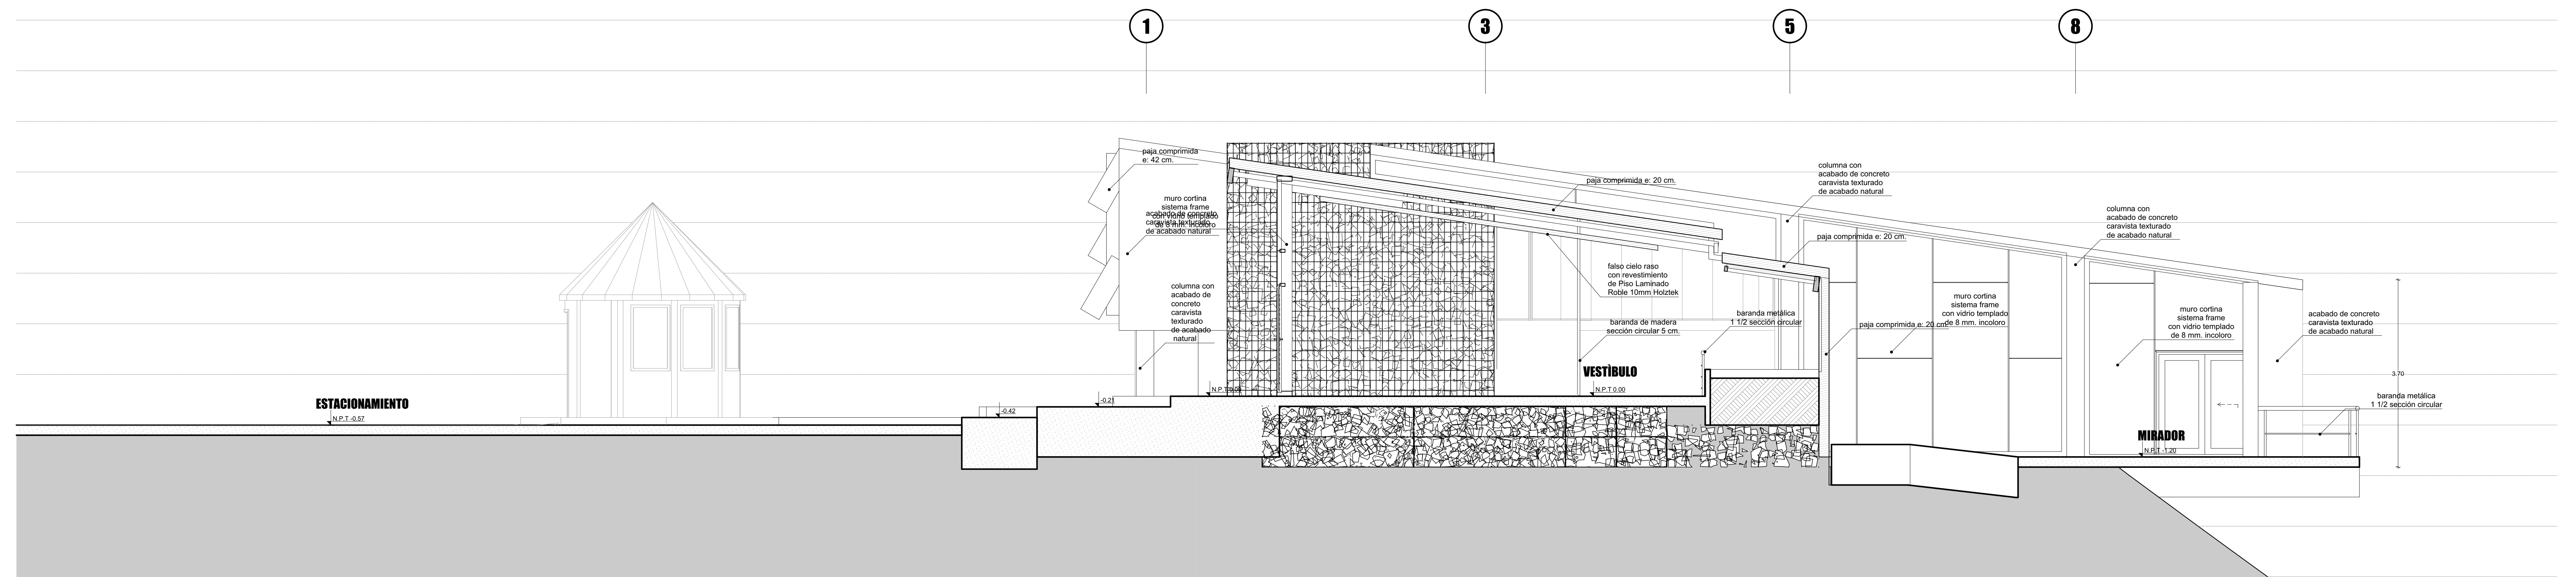 1
3
5
8
paja comprimida
e: 42 cm.
muro cortina
sistema frame
con vidrio templado
de 8 mm. incoloro
acabado de concreto
caravista texturado
de acabado natural
columna con
acabado de
concreto
caravista
texturado
de acabado
natural
paja comprimida e: 20 cm.
columna con
acabado de concreto
caravista texturado
de acabado natural
paja comprimida e: 20 cm.
columna con
acabado de concreto
caravista texturado
de acabado natural
falso cielo raso
con revestimiento
de Piso Laminado
Roble 10mm Holztek
baranda de madera
sección circular 5 cm.
baranda metálica
1 1/2 sección circular
paja comprimida e: 20 cm.
muro cortina
sistema frame
con vidrio templado
de 8 mm. incoloro
muro cortina
sistema frame
con vidrio templado
de 8 mm. incoloro
acabado de concreto
caravista texturado
de acabado natural
3.70
baranda metálica
1 1/2 sección circular
ESTACIONAMIENTO
N.P.T -0.57
-0.42
-0.21
N.P.T 0.00
VESTÌBULO
N.P.T 0.00
MIRADOR
N.P.T -1.20